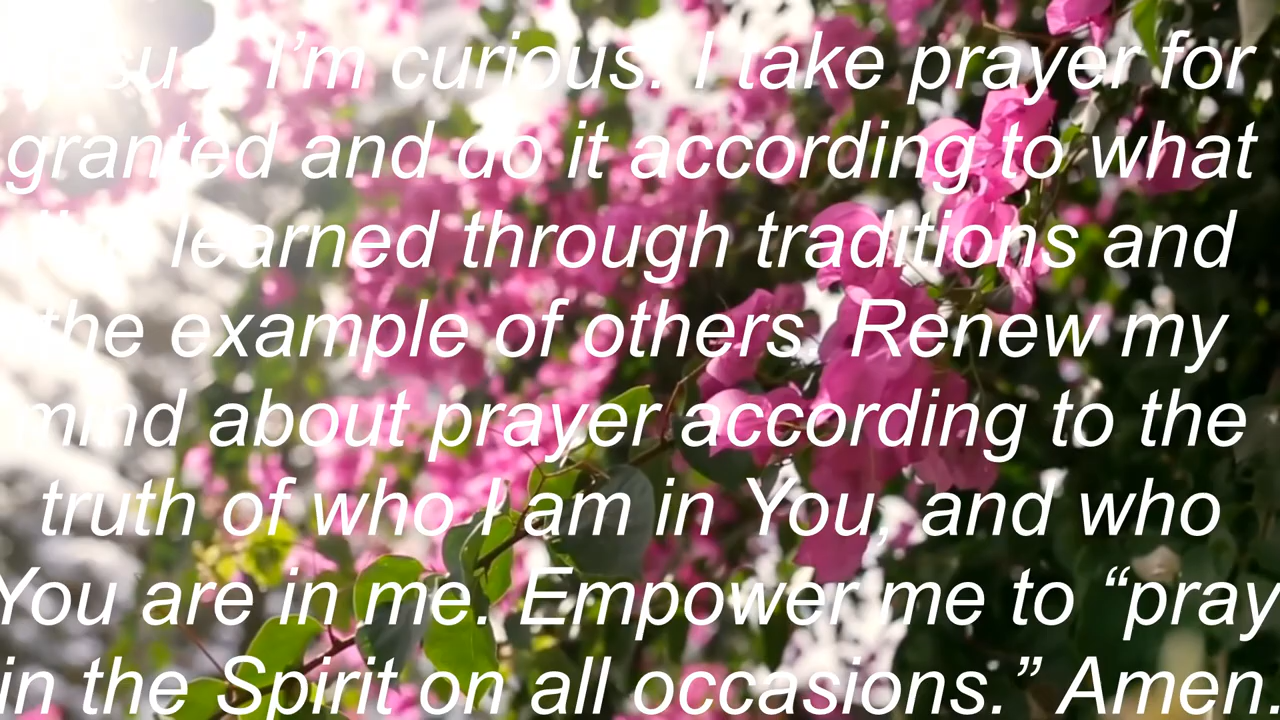 Jesus, I’m curious. I take prayer for
granted and do it according to what
learned through traditions and
the example of others. Renew my
mind about prayer according to the
truth of who I am in You, and who
You are in me. Empower me to “pray
in the Spirit on all occasions.” Amen.